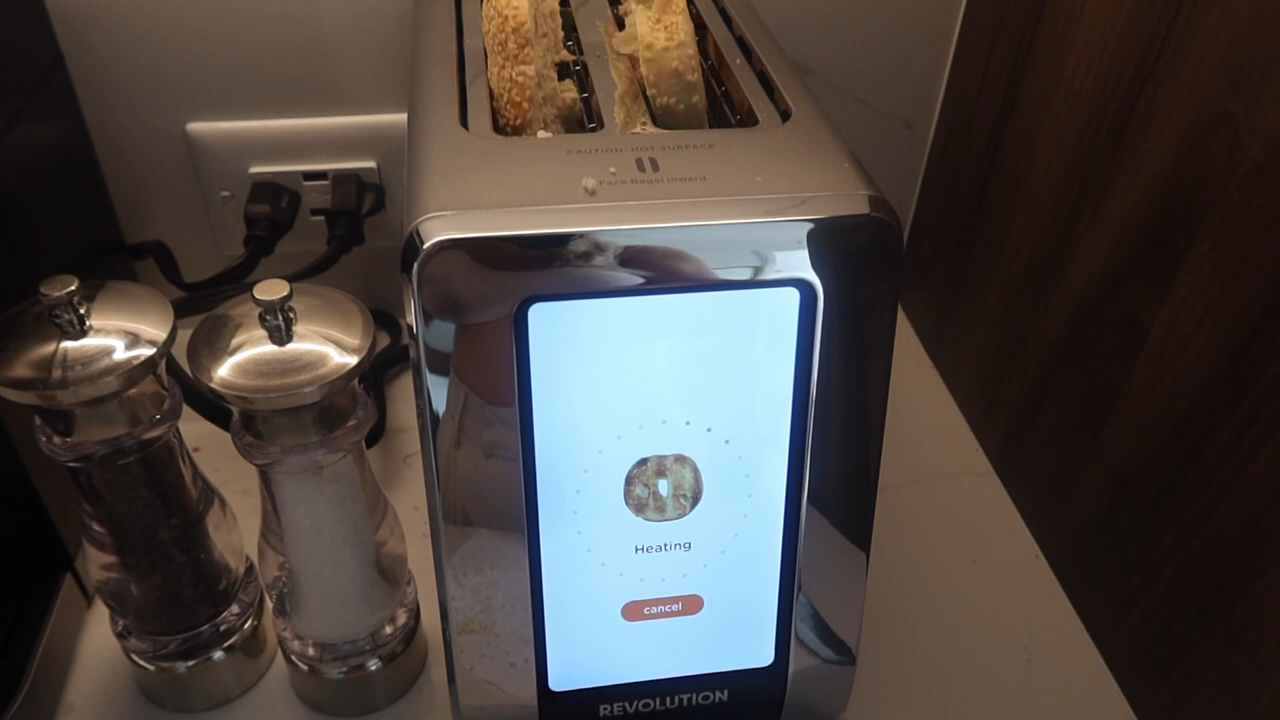 CAUTION: HOT SURFACE
Face Bagel Inward
Heating
cancel
REVOLUTION